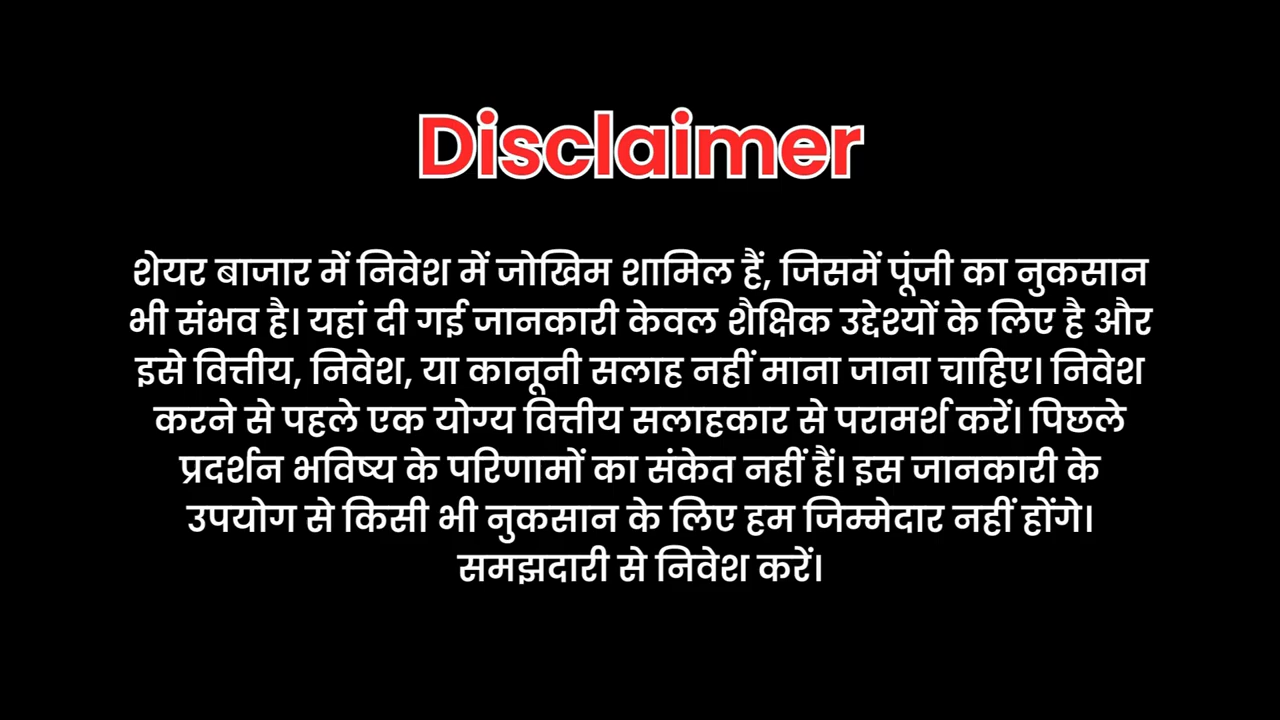 Disclaimer
शेयर बाजार में निवेश में जोखिम शामिल हैं, जिसमें पूंजी का नुकसान
भी संभव है। यहां दी गई जानकारी केवल शैक्षिक उद्देश्यों के लिए है और
इसे वित्तीय, निवेश, या कानूनी सलाह नहीं माना जाना चाहिए। निवेश
करने से पहले एक योग्य वित्तीय सलाहकार से परामर्श करें। पिछले
प्रदर्शन भविष्य के परिणामों का संकेत नहीं हैं। इस जानकारी के
उपयोग से किसी भी नुकसान के लिए हम जिम्मेदार नहीं होंगे।
समझदारी से निवेश करें।